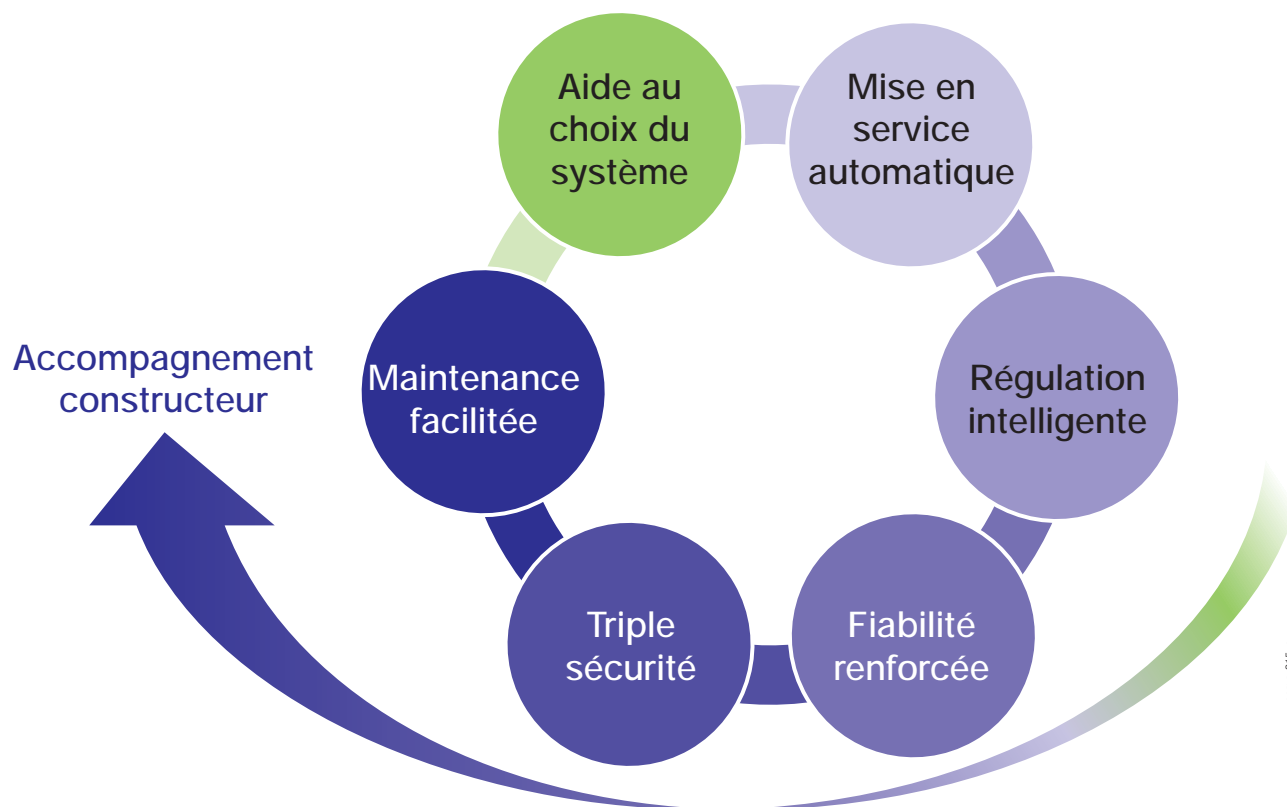 Aide au
choix du
système
Mise en
service
automatique
Régulation
intelligente
Fiabilité
renforcée
Triple
sécurité
Maintenance
facilitée
Accompagnement
constructeur